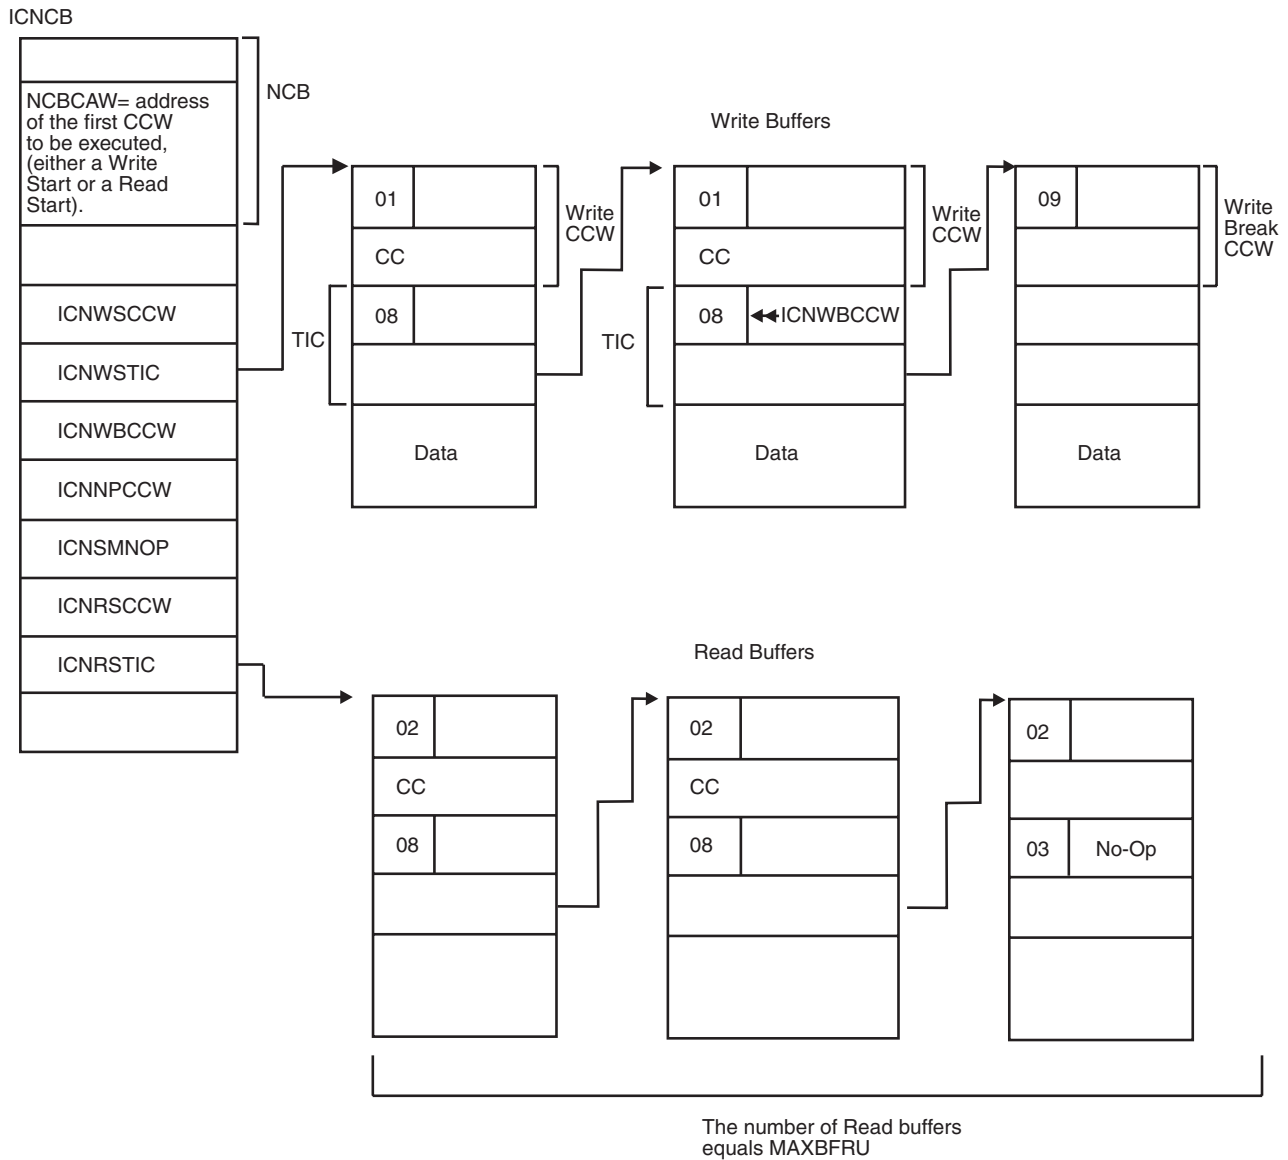 ICNCB
NCB
NCBCAW= address
of the first CCW
to be executed,
(either a Write
Start or a Read
Start).
ICNWSCCW
ICNWSTIC
ICNWBCCW
ICNNPCCW
ICNSMNOP
ICNRSCCW
ICNRSTIC
Write Buffers
01
CC
08
Data
Write
CCW
TIC
01
CC
08
ICNWBCCW
Data
Write
CCW
TIC
09
Data
Write
Break
CCW
Read Buffers
02
CC
08
02
CC
08
02
03 No-Op
The number of Read buffers
equals MAXBFRU